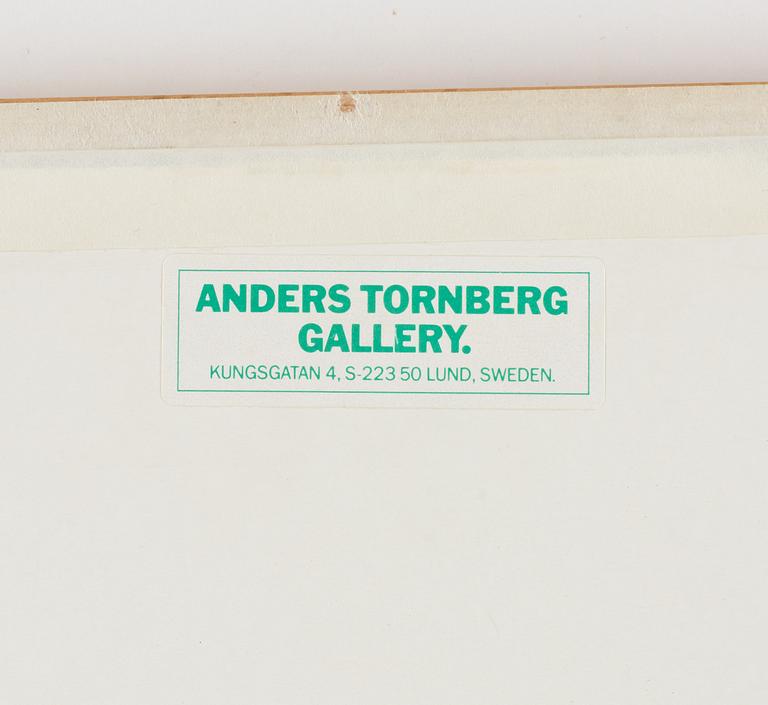 ANDERS TORNBERG
GALLERY.
KUNGSGATAN 4, S-223 50 LUND, SWEDEN.